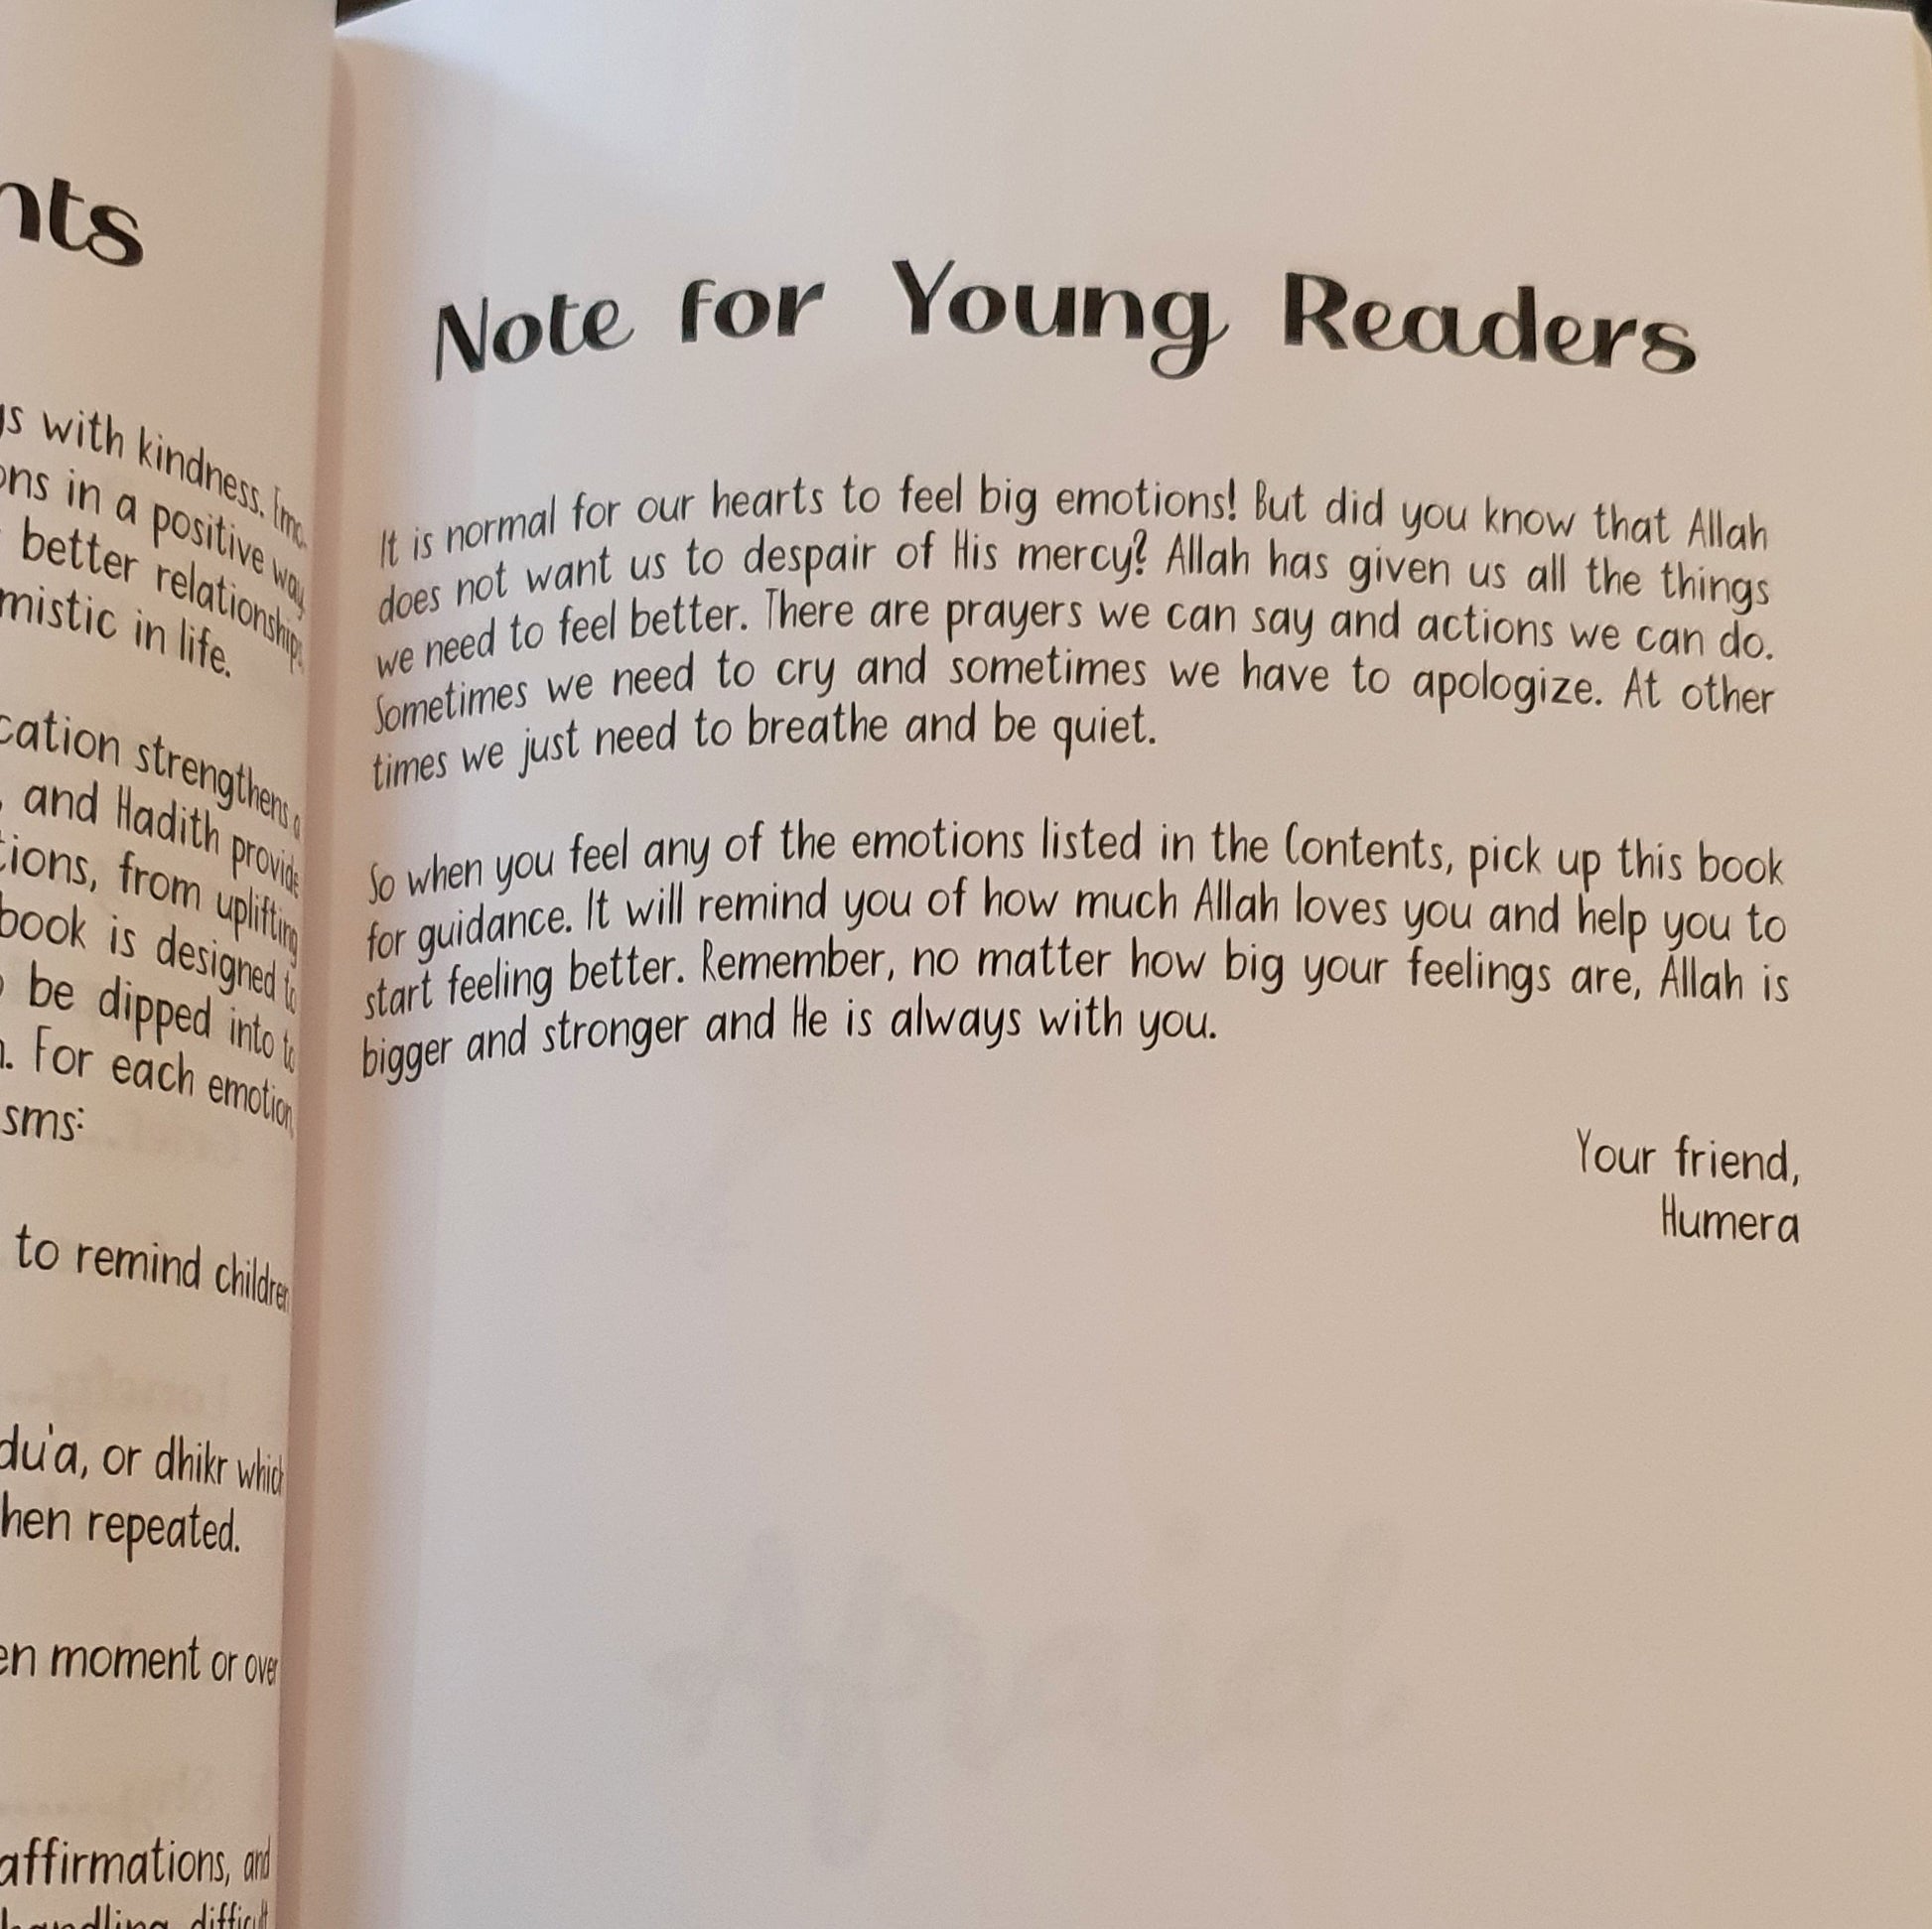 nts
s with kindness. Emo-
ons in a positive way
better relationships
mistic in life.
cation strengthens a
, and Hadith provide
tions, from uplifting
book is designed to
be dipped into to
. For each emotion,
sms:
to remind children
du'a, or dhikr which
hen repeated.
en moment or over
affirmations, and
handling difficult
Note for Young Readers
It is normal for our hearts to feel big emotions! But did you know that Allah
does not want us to despair of His mercy? Allah has given us all the things
we need to feel better. There are prayers we can say and actions we can do.
Sometimes we need to cry and sometimes we have to apologize. At other
times we just need to breathe and be quiet.
So when you feel any of the emotions listed in the Contents, pick up this book
for guidance. It will remind you of how much Allah loves you and help you to
start feeling better. Remember, no matter how big your feelings are, Allah is
bigger and stronger and He is always with you.
Your friend,
Humera